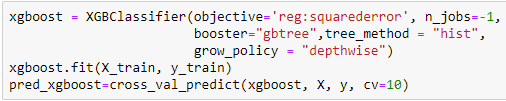 xgboost = XGBClassifier(objective='reg:squarederror', n_jobs=-1,
                        booster="gbtree",tree_method = "hist",
                        grow_policy = "depthwise")
xgboost.fit(X_train, y_train)
pred_xgboost=cross_val_predict(xgboost, X, y, cv=10)